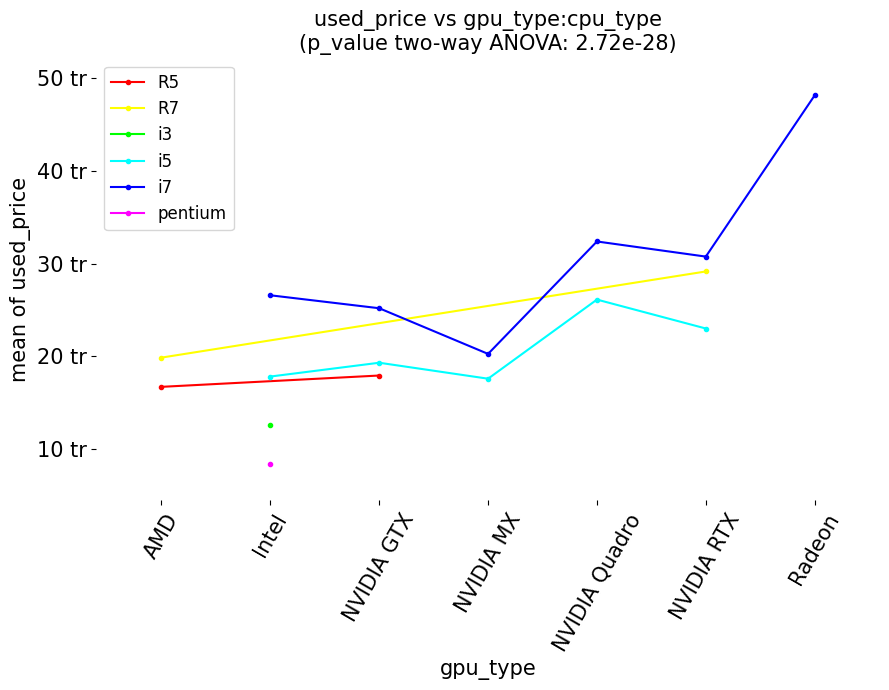 used_price vs gpu_type:cpu_type
(p_value two-way ANOVA: 2.72e-28)
R5
R7
i3
i5
i7
pentium
mean of used_price
50 tr
40 tr
30 tr
20 tr
10 tr
AMD
Intel
NVIDIA GTX
NVIDIA MX
NVIDIA Quadro
NVIDIA RTX
Radeon
gpu_type